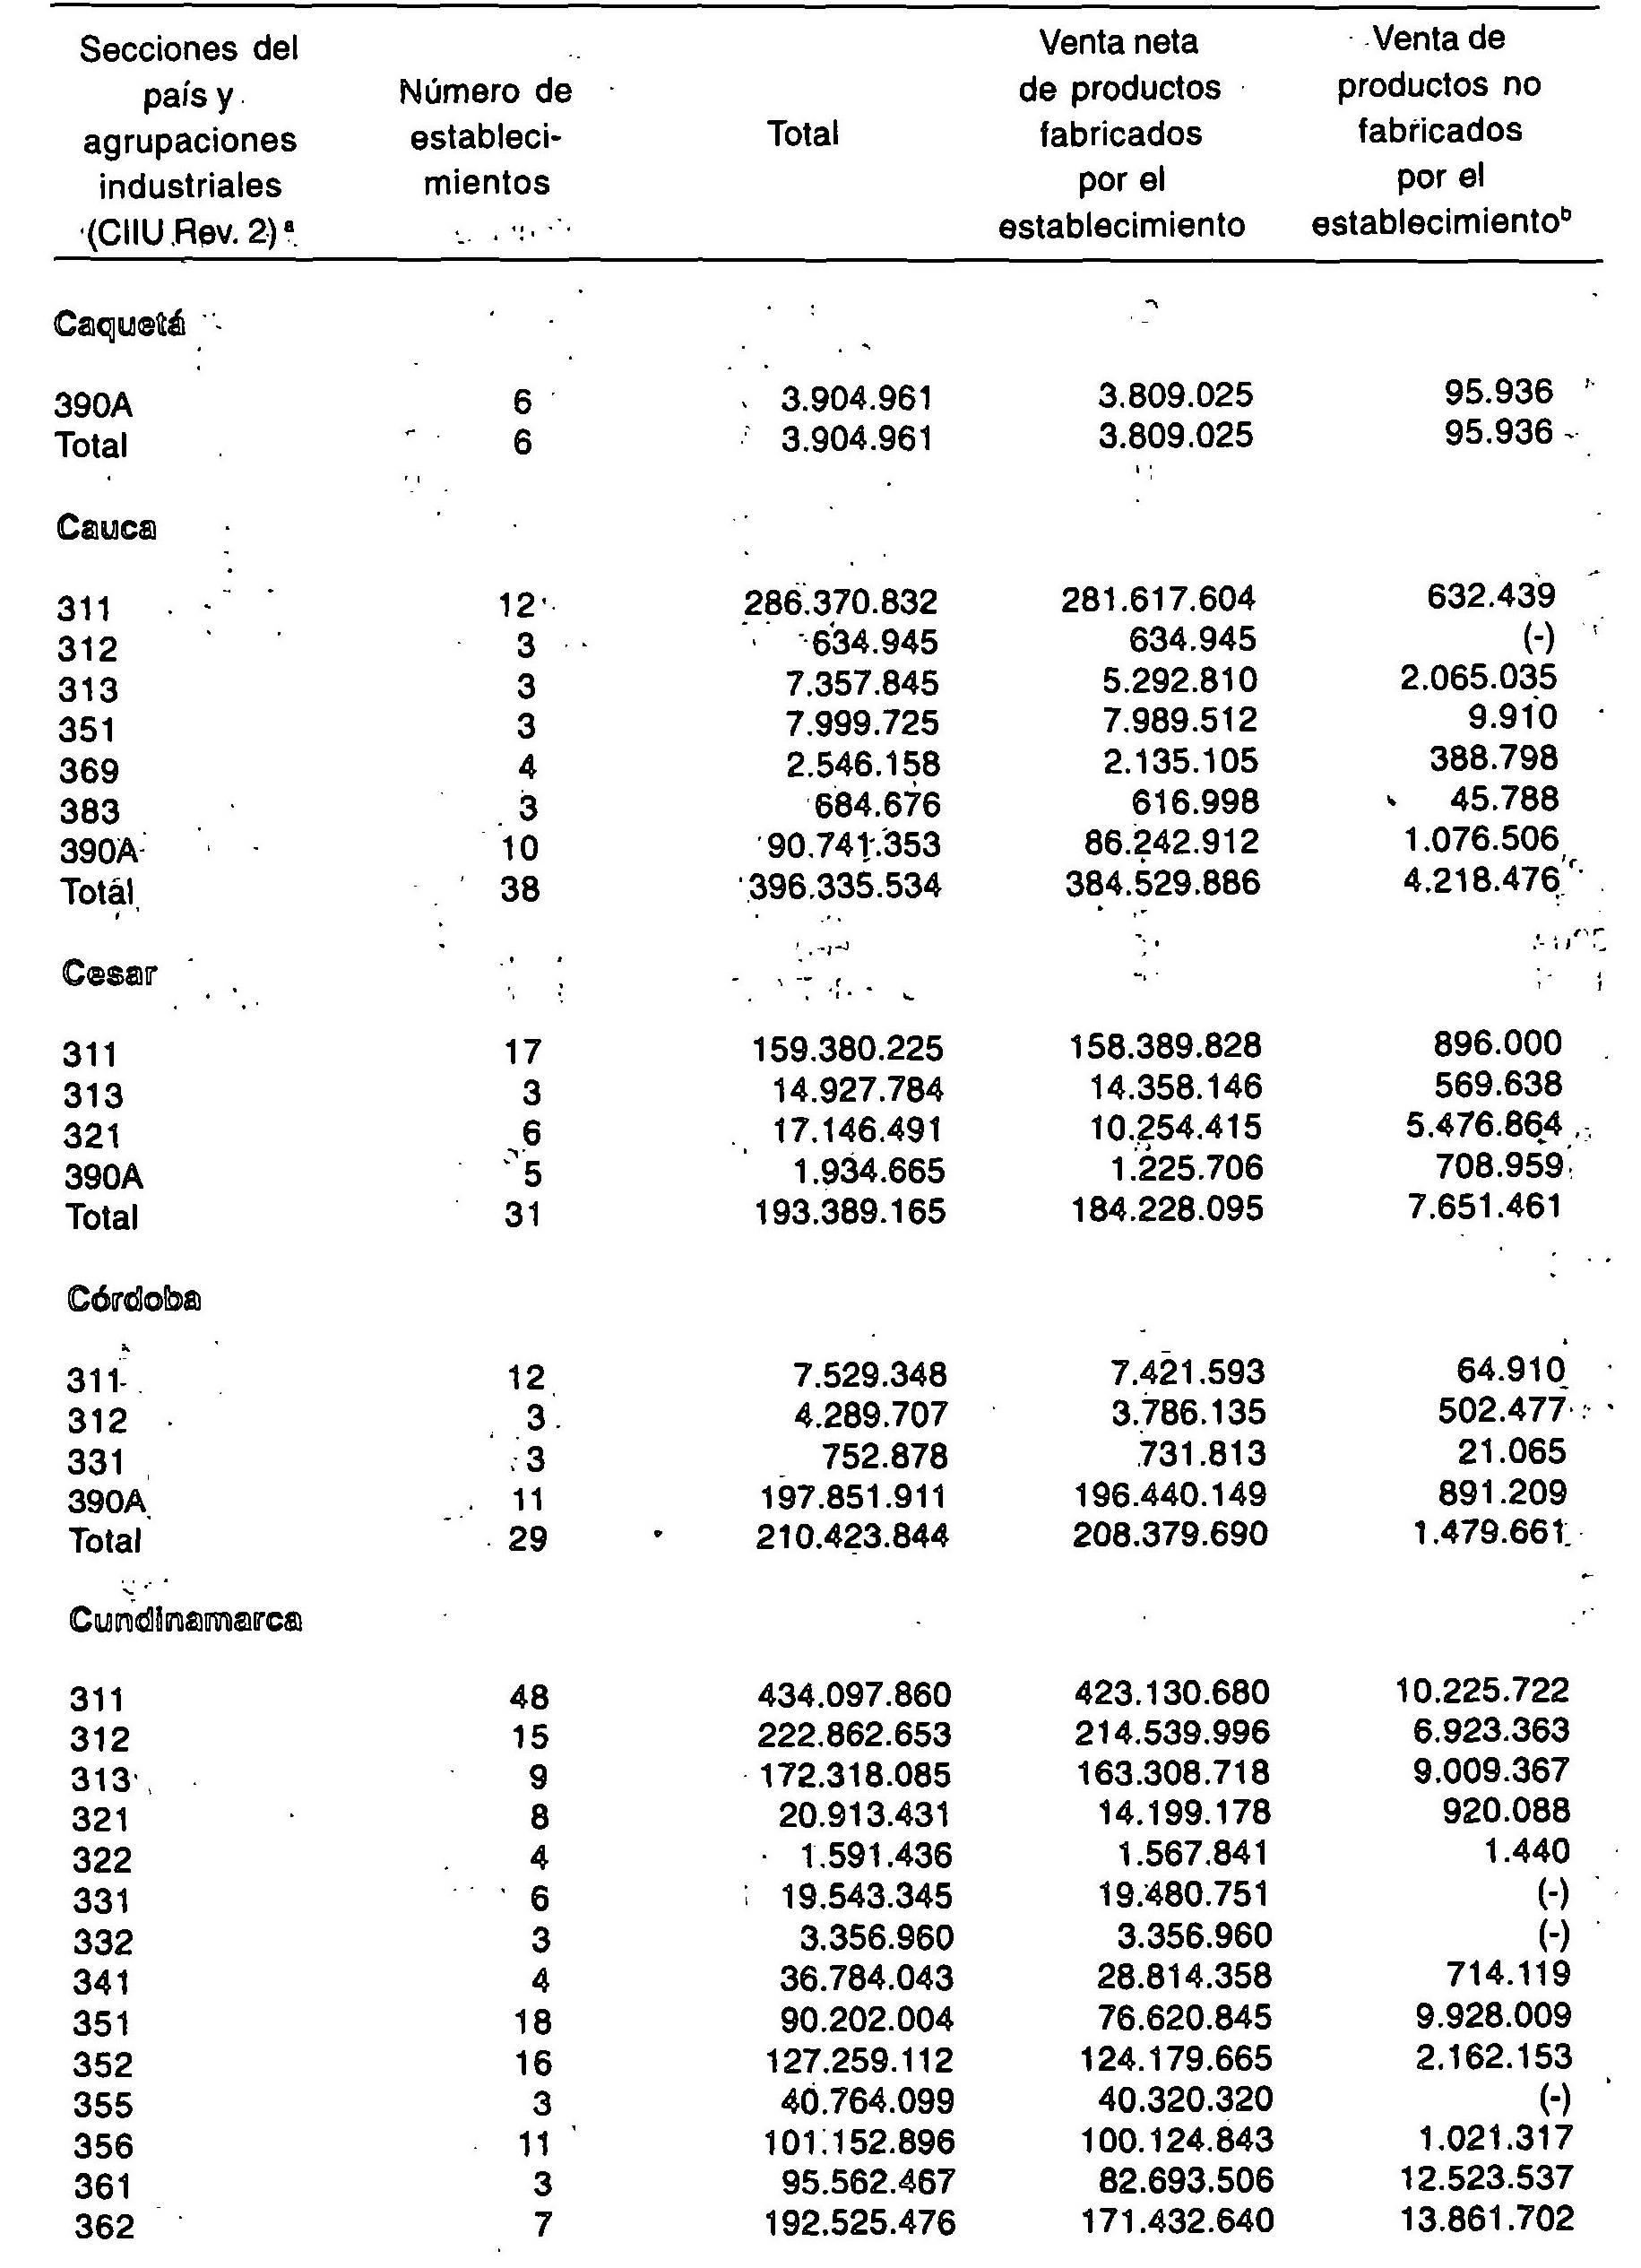 Secciones del país y agrupaciones industriales (CIIU Rev. 2) a | Número de estableci-mientos | Total | Venta neta de productos fabricados por el establecimiento | Venta de productos no fabricados por el establecimiento b
Caquetá
390A 6 3.904.961 3.809.025 95.936
Total 6 3.904.961 3.809.025 95.936
Cauca
311 12 286.370.832 281.617.604 632.439
312 3 634.945 634.945 (-)
313 3 7.357.845 5.292.810 2.065.035
351 3 7.999.725 7.989.512 9.910
369 4 2.546.158 2.135.105 388.798
383 3 684.676 616.998 45.788
390A 10 90.741.353 86.242.912 1.076.506
Total 38 396.335.534 384.529.886 4.218.476
Cesar
311 17 159.380.225 158.389.828 896.000
313 3 14.927.784 14.358.146 569.638
321 6 17.146.491 10.254.415 5.476.864
390A 5 1.934.665 1.225.706 708.959
Total 31 193.389.165 184.228.095 7.651.461
Córdoba
311 12 7.529.348 7.421.593 64.910
312 3 4.289.707 3.786.135 502.477
331 3 752.878 731.813 21.065
390A 11 197.851.911 196.440.149 891.209
Total 29 210.423.844 208.379.690 1.479.661
Cundinamarca
311 48 434.097.860 423.130.680 10.225.722
312 15 222.862.653 214.539.996 6.923.363
313 9 172.318.085 163.308.718 9.009.367
321 8 20.913.431 14.199.178 920.088
322 4 1.591.436 1.567.841 1.440
331 6 19.543.345 19.480.751 (-)
332 3 3.356.960 3.356.960 (-)
341 4 36.784.043 28.814.358 714.119
351 18 90.202.004 76.620.845 9.928.009
352 16 127.259.112 124.179.665 2.162.153
355 3 40.764.099 40.320.320 (-)
356 11 101.152.896 100.124.843 1.021.317
361 3 95.562.467 82.693.506 12.523.537
362 7 192.525.476 171.432.640 13.861.702